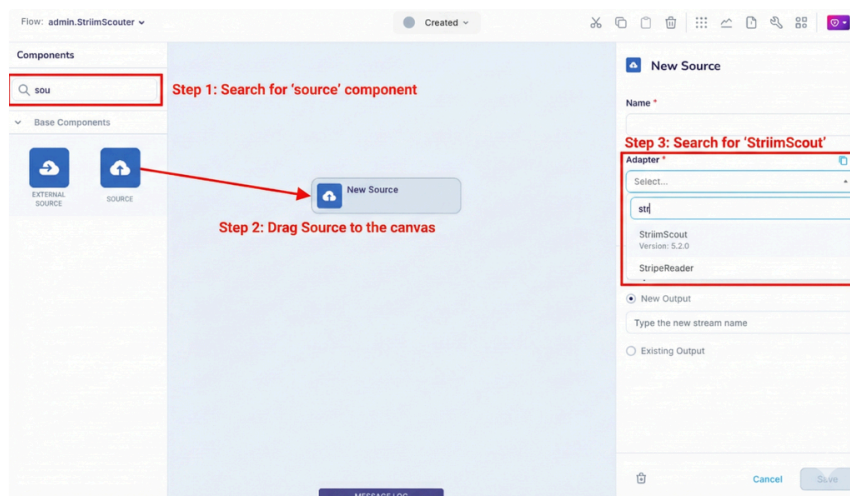 Flow: admin.StriimScouter
Created
Components
New Source
sou
Step 1: Search for 'source' component
Name *
Base Components
Step 3: Search for 'StriimScout'
Adapter *
Select...
EXTERNAL
SOURCE
SOURCE
New Source
str
Step 2: Drag Source to the canvas
StriimScout
Version: 5.2.0
StripeReader
New Output
Type the new stream name
Existing Output
Cancel
Save
MESSAGE LOG